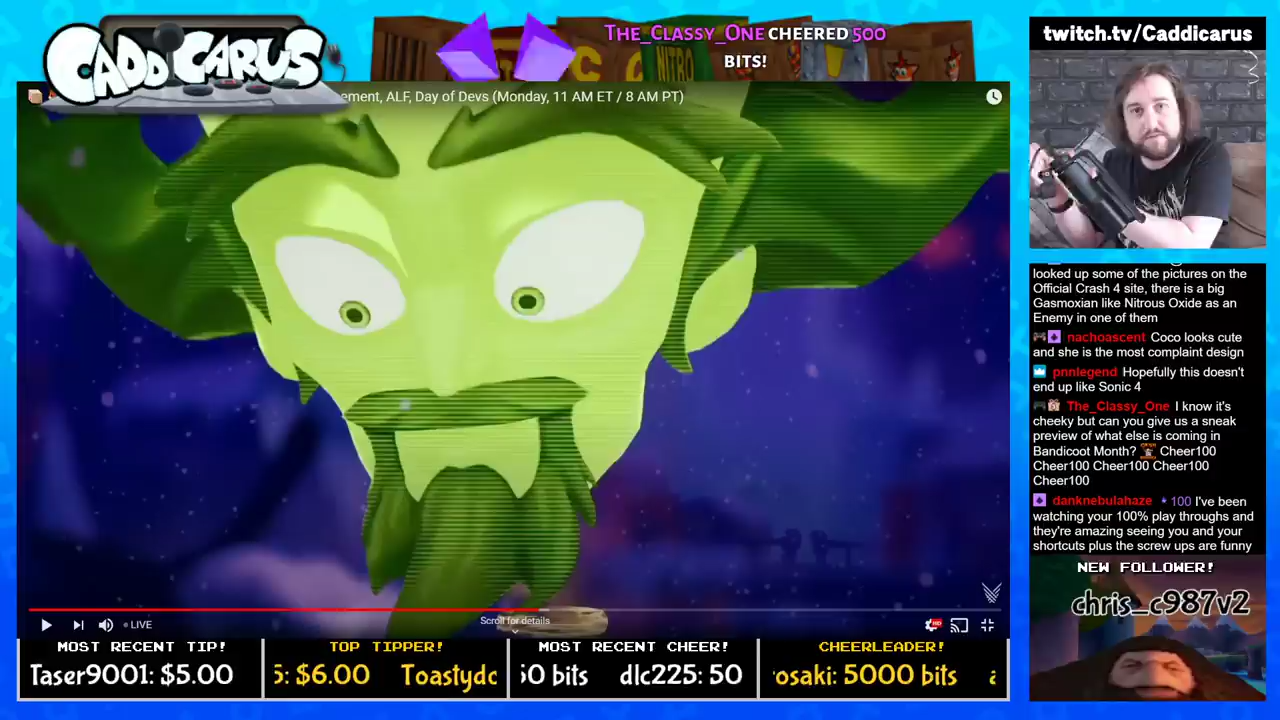 CADDICARUS
THE_CLASSY_ONE CHEERED 500
BITS!
NITRO
twitch.tv/Caddicarus
ement, ALF, Day of Devs (Monday, 11 AM ET / 8 AM PT)
looked up some of the pictures on the
Official Crash 4 site, there is a big
Gasmoxian like Nitrous Oxide as an
Enemy in one of them
nachoascent Coco looks cute
and she is the most complaint design
pnnlegend Hopefully this doesn't
end up like Sonic 4
The_Classy_One I know it's
cheeky but can you give us a sneak
preview of what else is coming in
Bandicoot Month? Cheer100
Cheer100 Cheer100 Cheer100
Cheer100
danknebulahaze 100 I've been
watching your 100% play throughs and
they're amazing seeing you and your
shortcuts plus the screw ups are funny
NEW FOLLOWER!
chris_c987v2
LIVE
Scroll for details
HD
MOST RECENT TIP!
Taser9001: $5.00
TOP TIPPER!
5: $6.00 Toastydc
MOST RECENT CHEER!
50 bits dlc225: 50
CHEERLEADER!
osaki: 5000 bits a